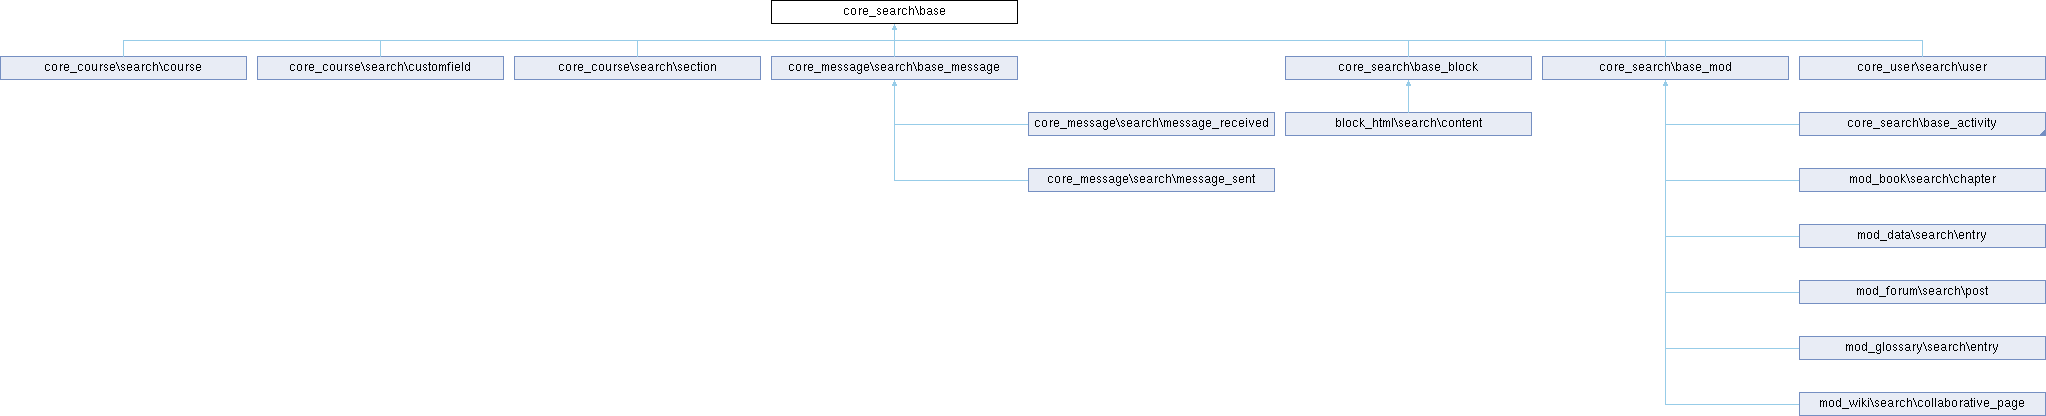 core_search\base
core_course\search\course
core_course\search\customfield
core_course\search\section
core_message\search\base_message
core_search\base_block
core_search\base_mod
core_user\search\user
core_message\search\message_received
block_html\search\content
core_search\base_activity
core_message\search\message_sent
mod_book\search\chapter
mod_data\search\entry
mod_forum\search\post
mod_glossary\search\entry
mod_wiki\search\collaborative_page